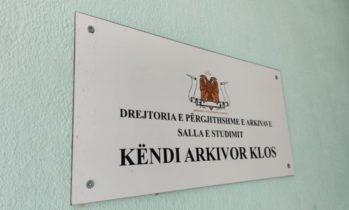 DREJTORIA E PËRGJITHSHME E ARKIVAVE
SALLA E STUDIMIT
KËNDI ARKIVOR KLOS